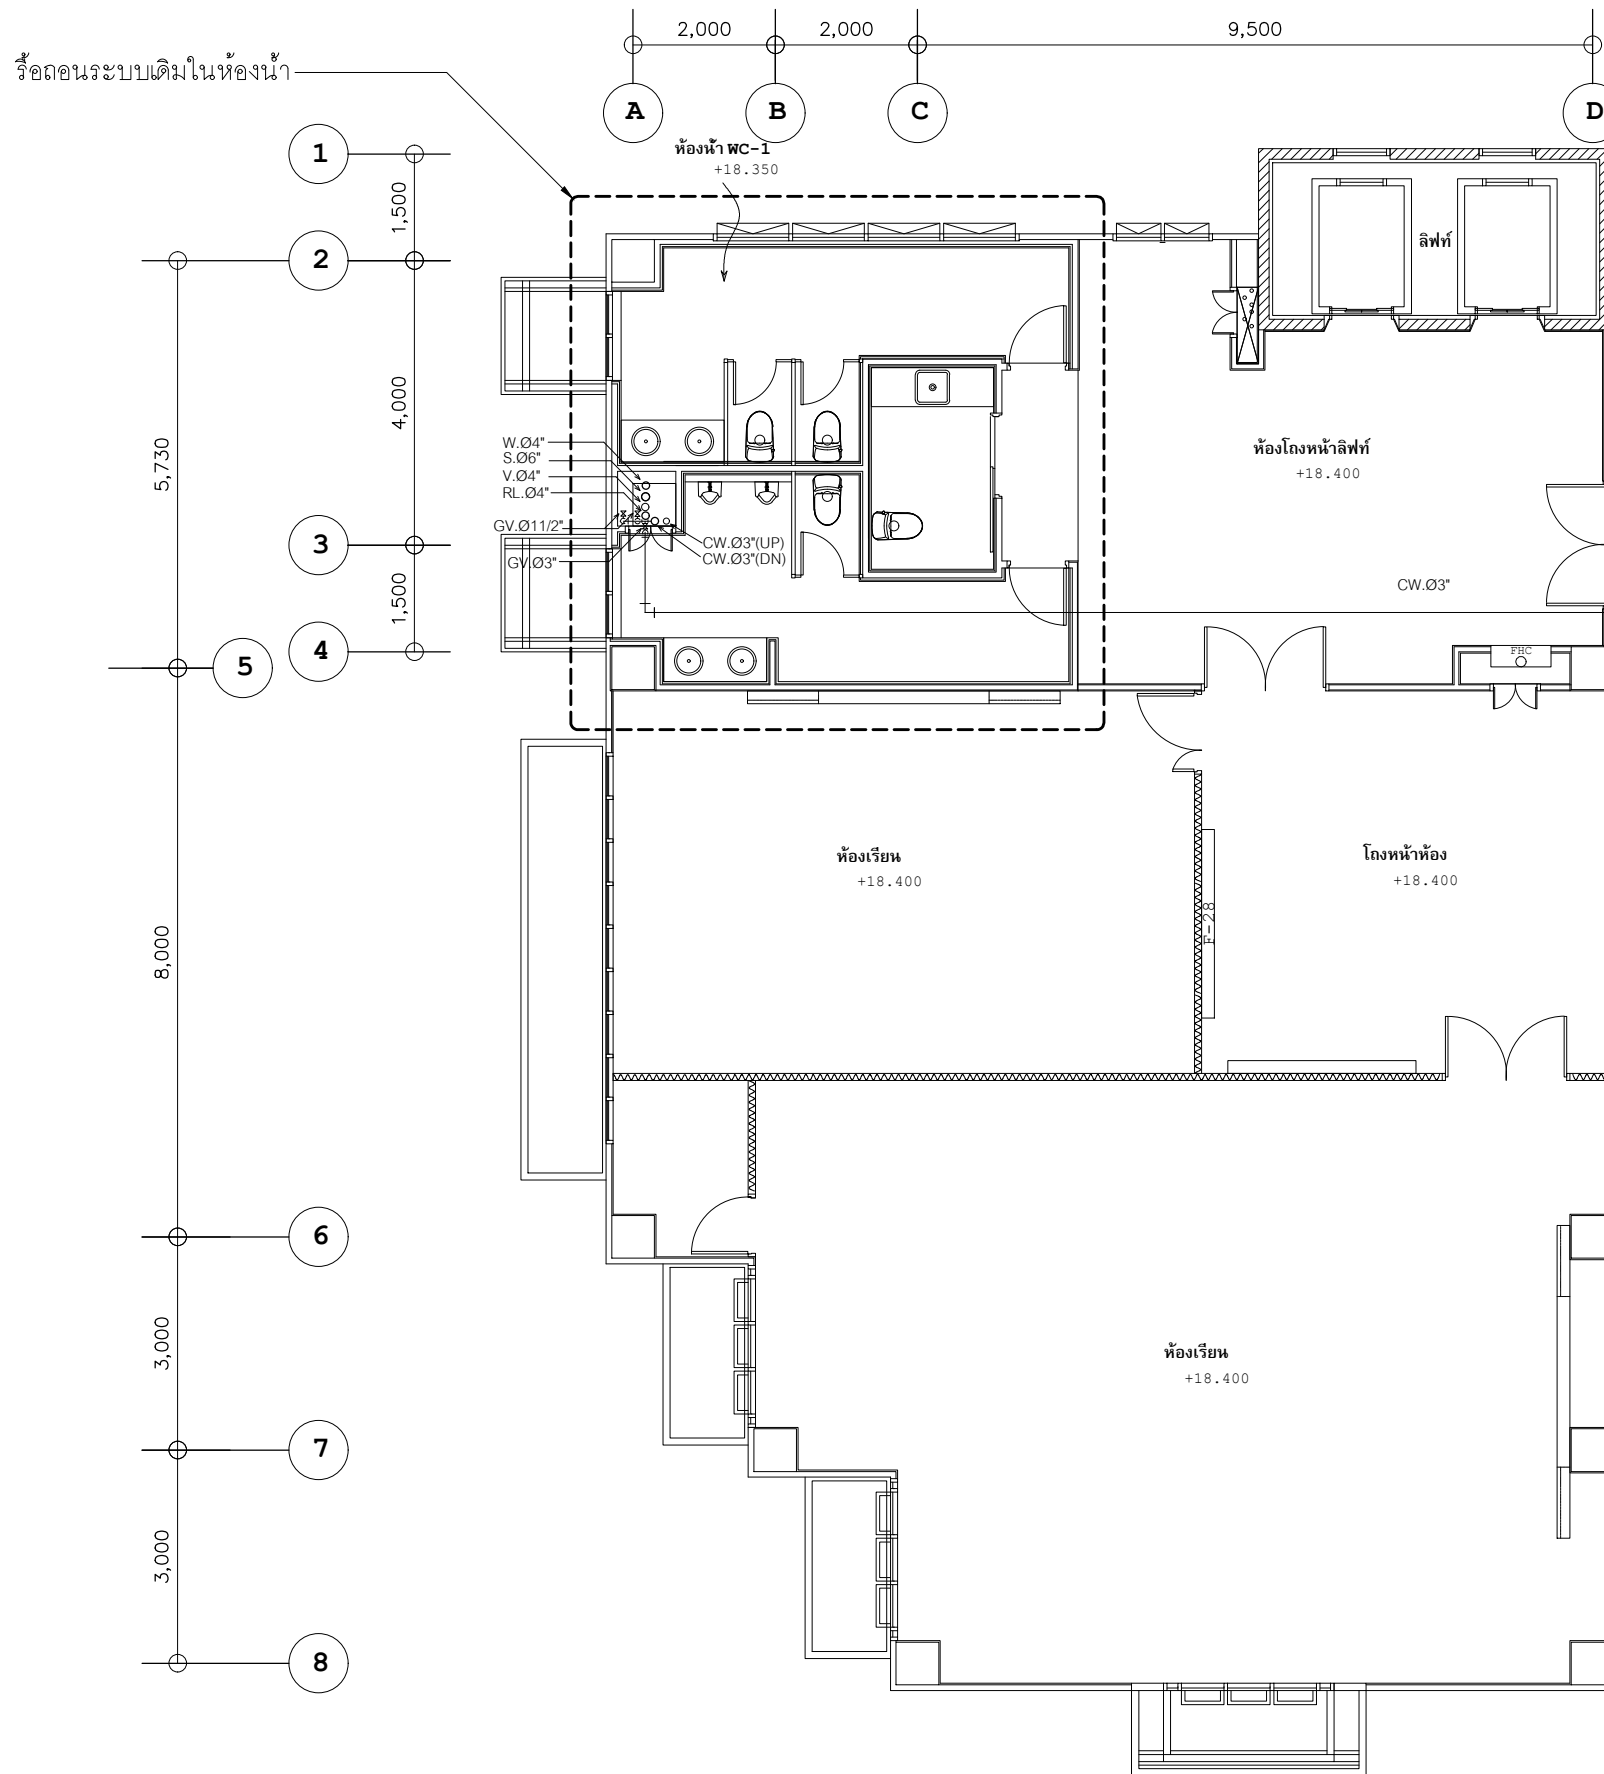 2,000
2,000
9,500
รื้อถอนระบบเดิมในห้องน้ำ
A
B
C
D
ห้องน้ำ WC-1
+18.350
1
1,500
2
ลิฟท์
4,000
5,730
W.Ø4"
S.Ø6"
V.Ø4"
RL.Ø4"
GV.Ø11/2"
GV.Ø3"
CW.Ø3"(UP)
CW.Ø3"(DN)
ห้องโถงหน้าลิฟท์
+18.400
3
1,500
CW.Ø3"
4
5
FHC
ห้องเรียน
+18.400
โถงหน้าห้อง
+18.400
F-28
8,000
6
3,000
ห้องเรียน
+18.400
7
3,000
8